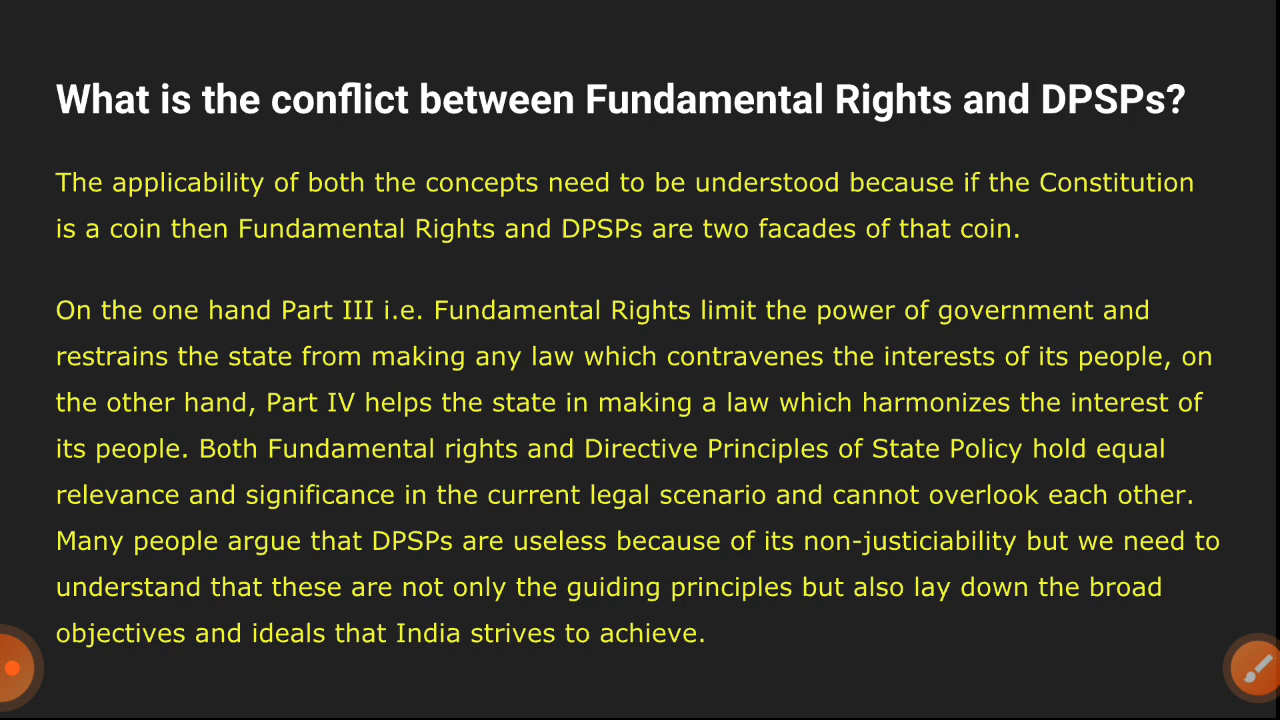 What is the conflict between Fundamental Rights and DPSPs?
The applicability of both the concepts need to be understood because if the Constitution
is a coin then Fundamental Rights and DPSPs are two facades of that coin.
On the one hand Part III i.e. Fundamental Rights limit the power of government and
restrains the state from making any law which contravenes the interests of its people, on
the other hand, Part IV helps the state in making a law which harmonizes the interest of
its people. Both Fundamental rights and Directive Principles of State Policy hold equal
relevance and significance in the current legal scenario and cannot overlook each other.
Many people argue that DPSPs are useless because of its non-justiciability but we need to
understand that these are not only the guiding principles but also lay down the broad
objectives and ideals that India strives to achieve.